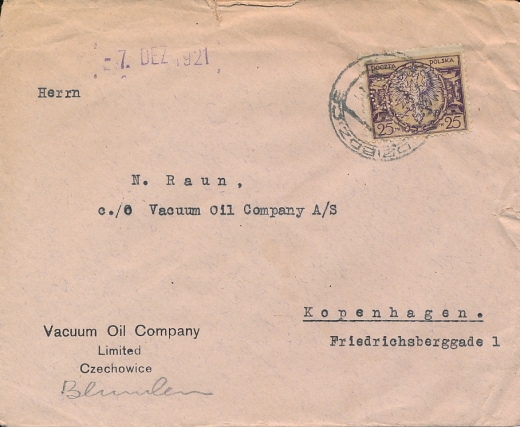 - 7. DEZ 1921
Herrn
POCZTA POLSKA
25 25
DZIEDZICE
N. Raun,
c./o Vacuum Oil Company A/S
Kopenhagen.
Friedrichsberggade 1
Vacuum Oil Company
Limited
Czechowice